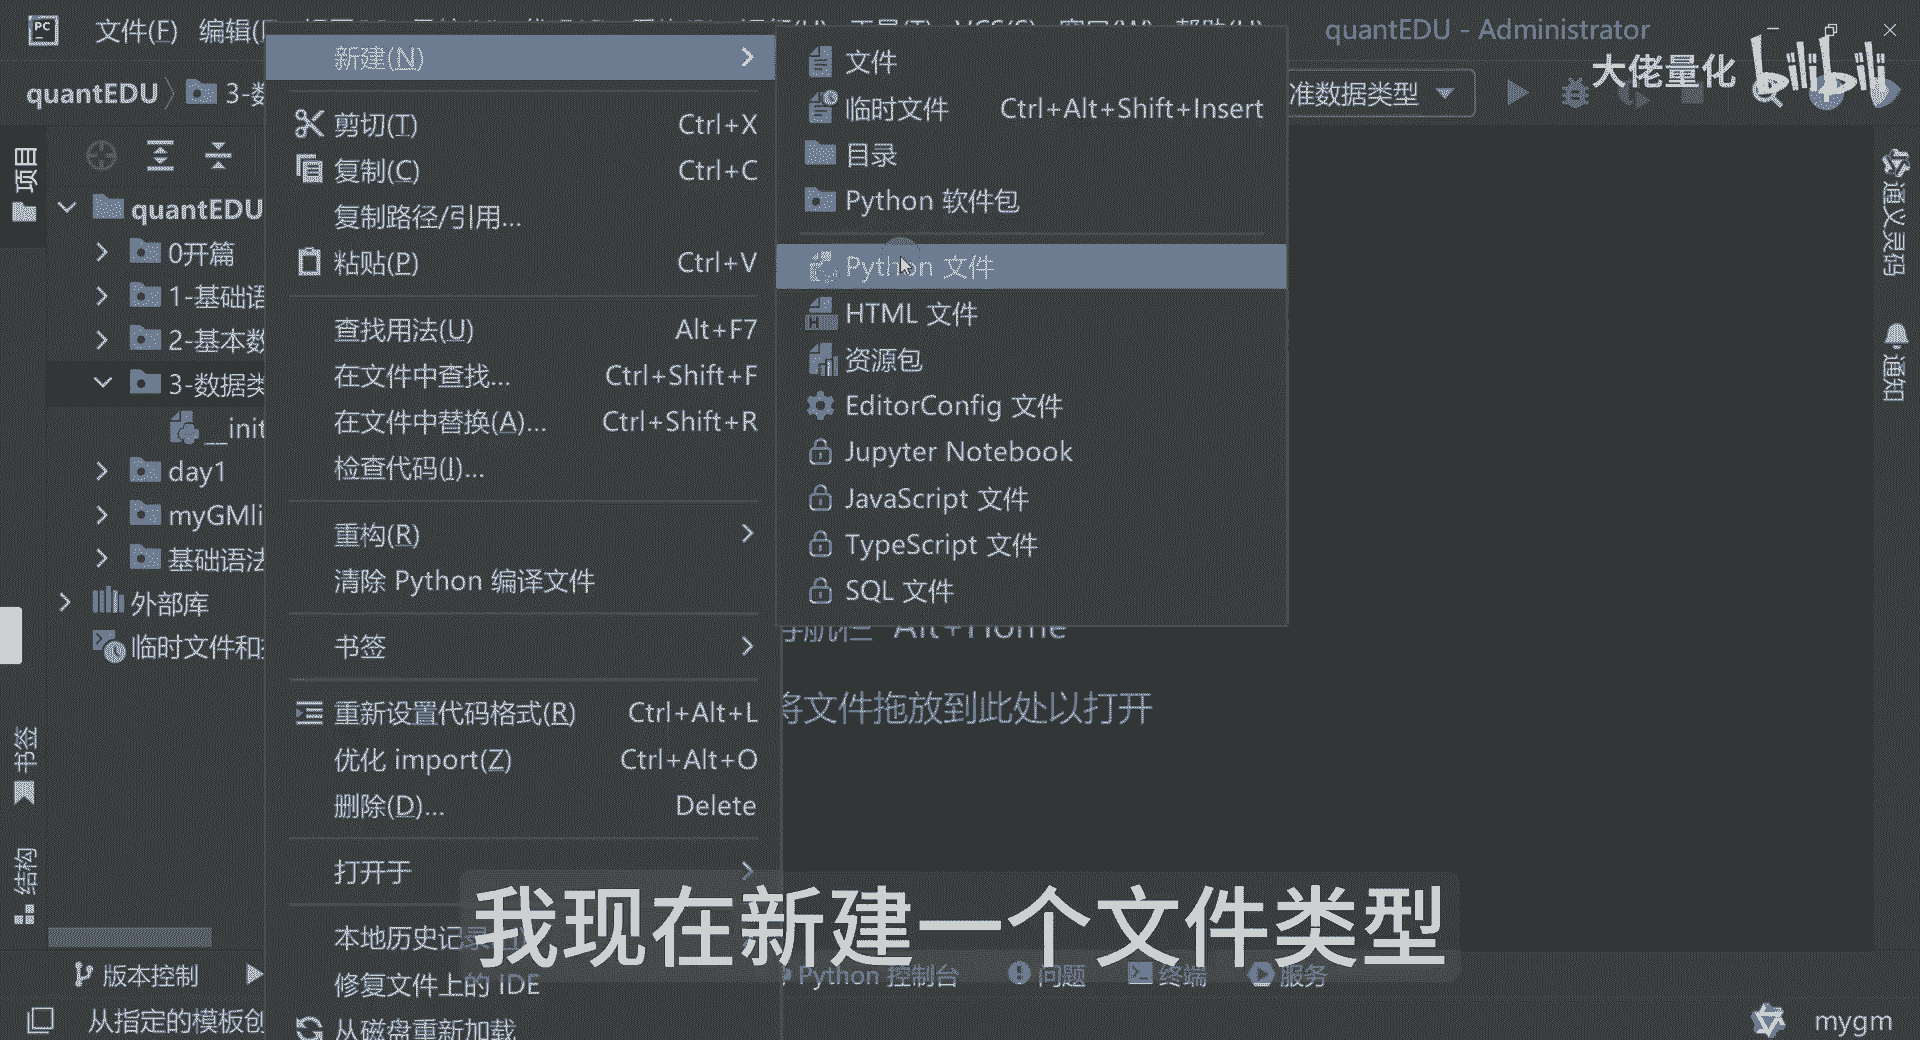 文件(F) 编辑(
quantEDU - Administrator
大佬量化 bilibili
quantEDU
3-数
准数据类型
项目
quantEDU
0开篇
1-基础语
2-基本数
3-数据类
__init
day1
myGMli
基础语法
外部库
临时文件和
书签
结构
新建(N)
剪切(T) Ctrl+X
复制(C) Ctrl+C
复制路径/引用...
粘贴(P) Ctrl+V
查找用法(U) Alt+F7
在文件中查找... Ctrl+Shift+F
在文件中替换(A)... Ctrl+Shift+R
检查代码(I)...
重构(R)
清除 Python 编译文件
书签
重新设置代码格式(R) Ctrl+Alt+L
优化 import(Z) Ctrl+Alt+O
删除(D)... Delete
打开于
本地历史记录
修复文件上的 IDE
从磁盘重新加载
文件
临时文件 Ctrl+Alt+Shift+Insert
目录
Python 软件包
Python 文件
HTML 文件
资源包
EditorConfig 文件
Jupyter Notebook
JavaScript 文件
TypeScript 文件
SQL 文件
导航栏 Alt+Home
将文件拖放到此处以打开
通义灵码
通知
我现在新建一个文件类型
版本控制
Python 控制台
问题
终端
服务
从指定的模板创
mygm